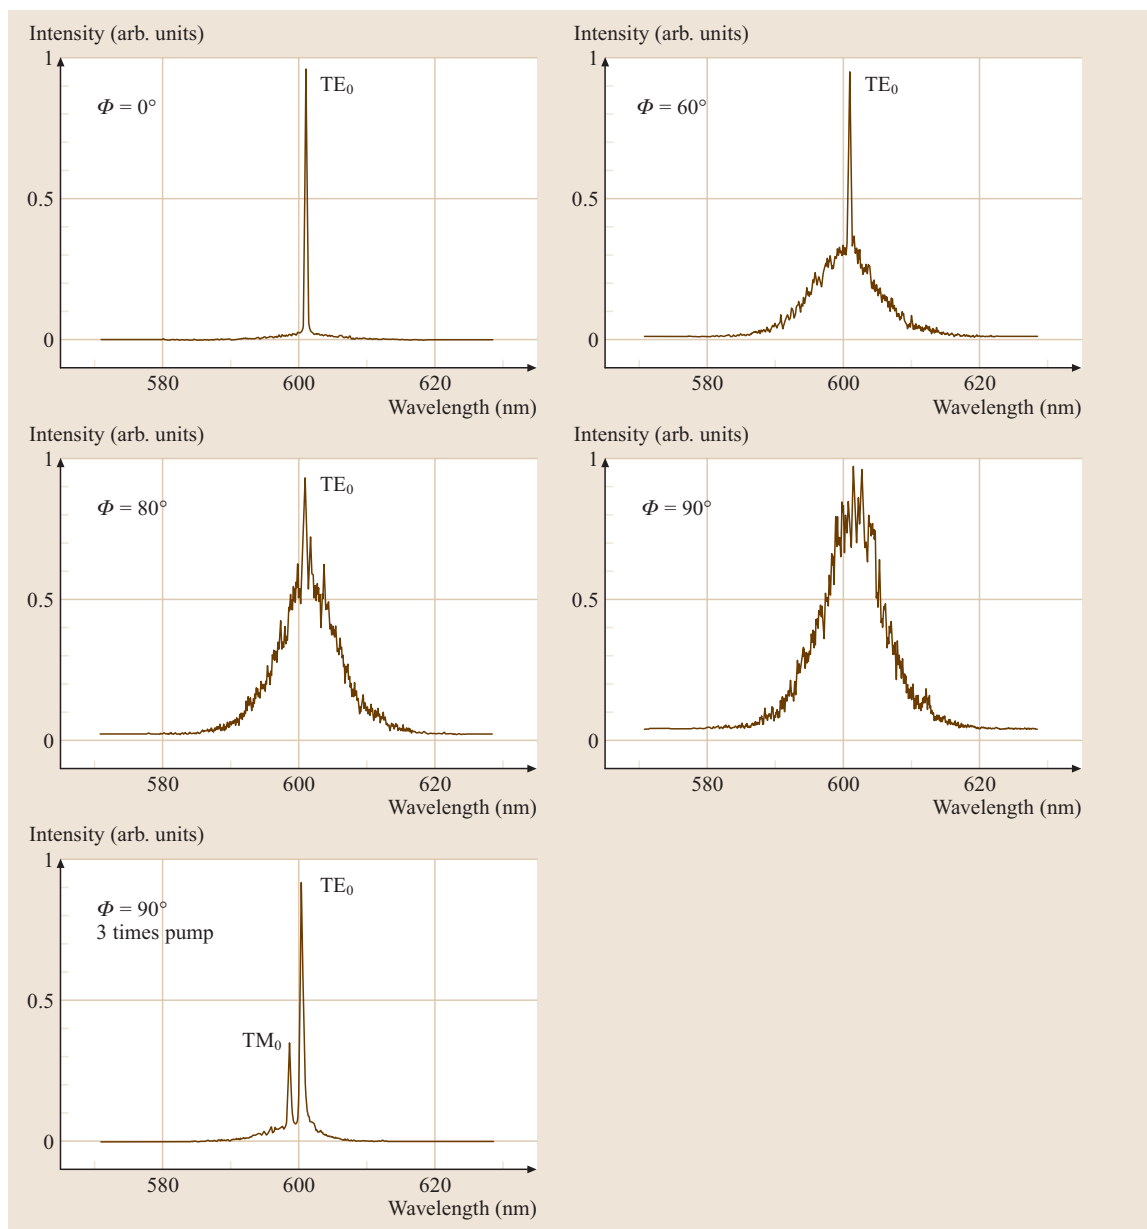 Intensity (arb. units)
1
Φ = 0°
TE₀
0.5
0
580 600 620
Wavelength (nm)
Intensity (arb. units)
1
Φ = 60°
TE₀
0.5
0
580 600 620
Wavelength (nm)
Intensity (arb. units)
1
Φ = 80°
TE₀
0.5
0
580 600 620
Wavelength (nm)
Intensity (arb. units)
1
Φ = 90°
0.5
0
580 600 620
Wavelength (nm)
Intensity (arb. units)
1
TE₀
Φ = 90°
3 times pump
0.5
TM₀
0
580 600 620
Wavelength (nm)